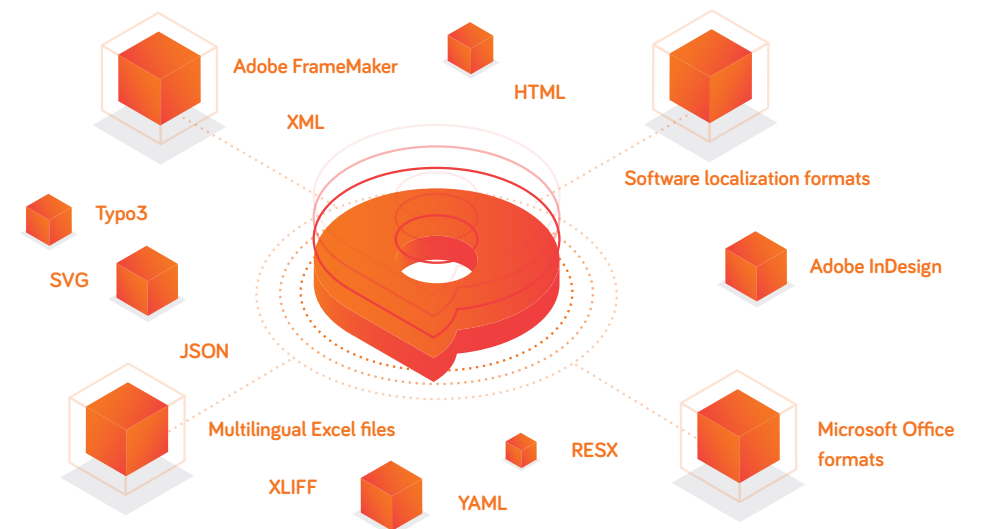 Adobe FrameMaker
HTML
XML
Software localization formats
Typo3
Adobe InDesign
SVG
JSON
Multilingual Excel files
Microsoft Office
formats
RESX
XLIFF
YAML